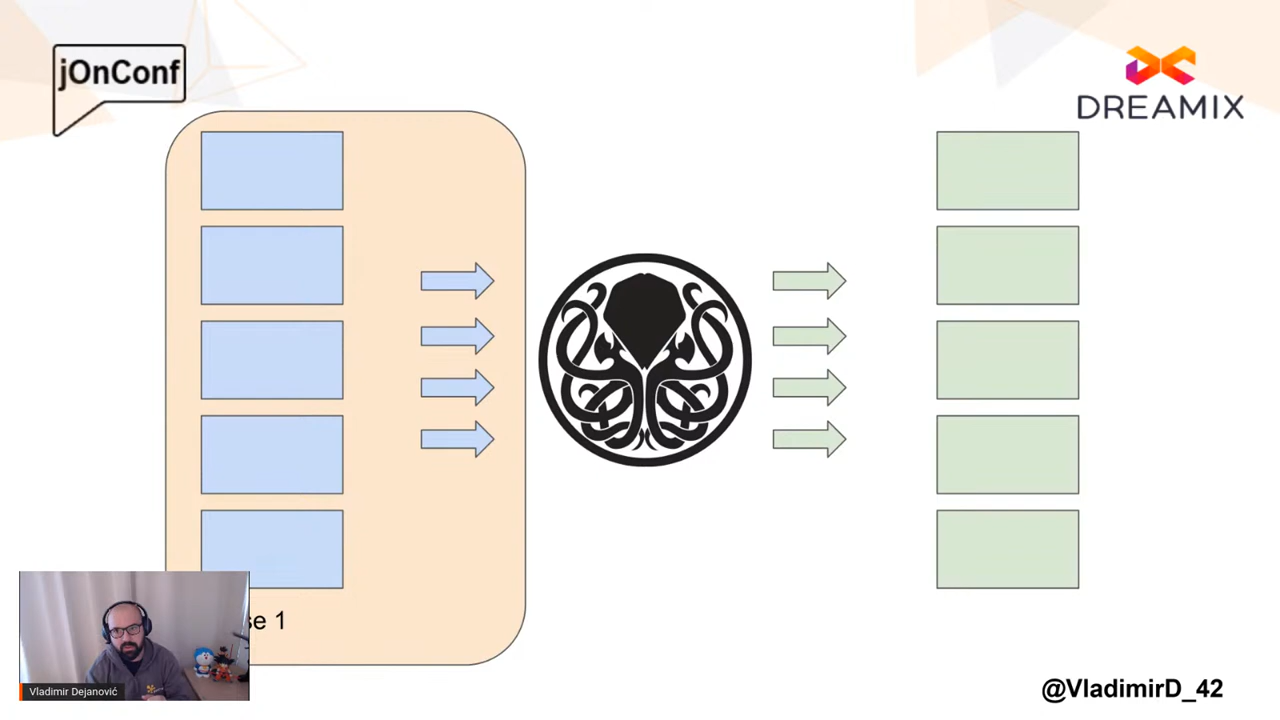 jOnConf
DREAMIX
se 1
Vladimir Dejanović
@VladimirD_42